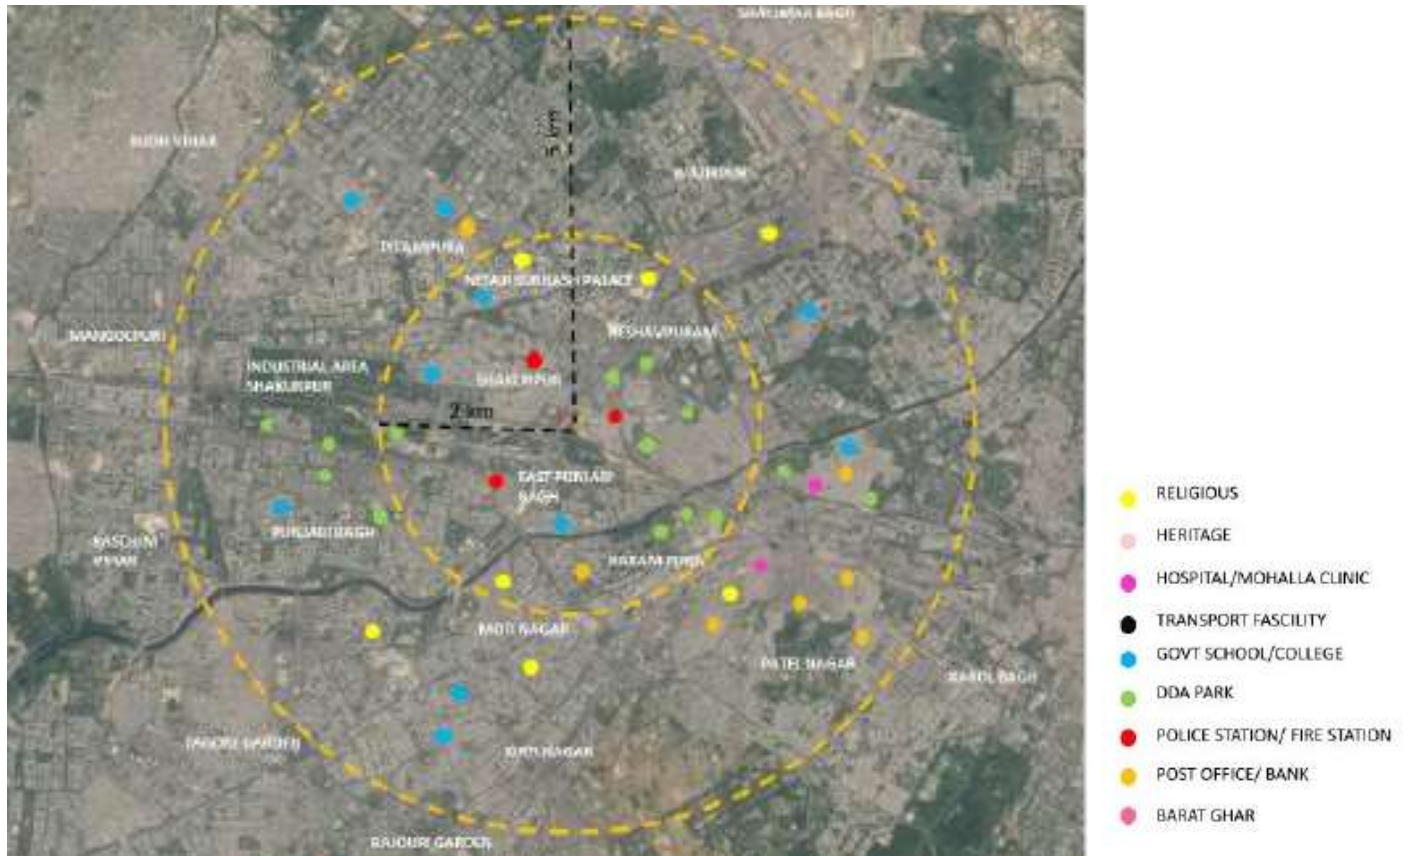 SHALIMAR BAGH
BUDH VIHAR
5 km
WAZIRPUR
PITAMPURA
NETAJI SUBHASH PALACE
MANGOLPURI
KESHAVPURAM
INDUSTRIAL AREA
SHAKURPUR
SHAKURPUR
2 km
EAST PUNJABI
BAGH
PUNJABI BAGH
PASCHIM
VIHAR
MOTI NAGAR
PATEL NAGAR
KAROL BAGH
TAGORE GARDEN
KIRTI NAGAR
RAJOURI GARDEN
RELIGIOUS
HERITAGE
HOSPITAL/MOHALLA CLINIC
TRANSPORT FASCILITY
GOVT SCHOOL/COLLEGE
DDA PARK
POLICE STATION/ FIRE STATION
POST OFFICE/ BANK
BARAT GHAR